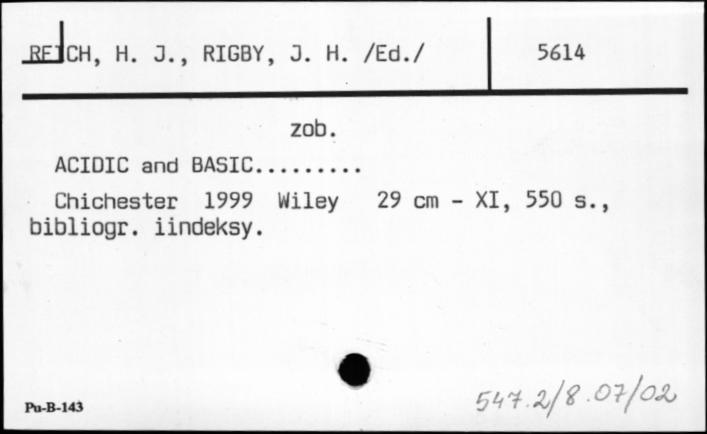 REICH, H. J., RIGBY, J. H. /Ed./ 5614
zob.
ACIDIC and BASIC.........
Chichester 1999 Wiley 29 cm - XI, 550 s.,
bibliogr. iindeksy.
Pu-B-143 547.2/8.07/02